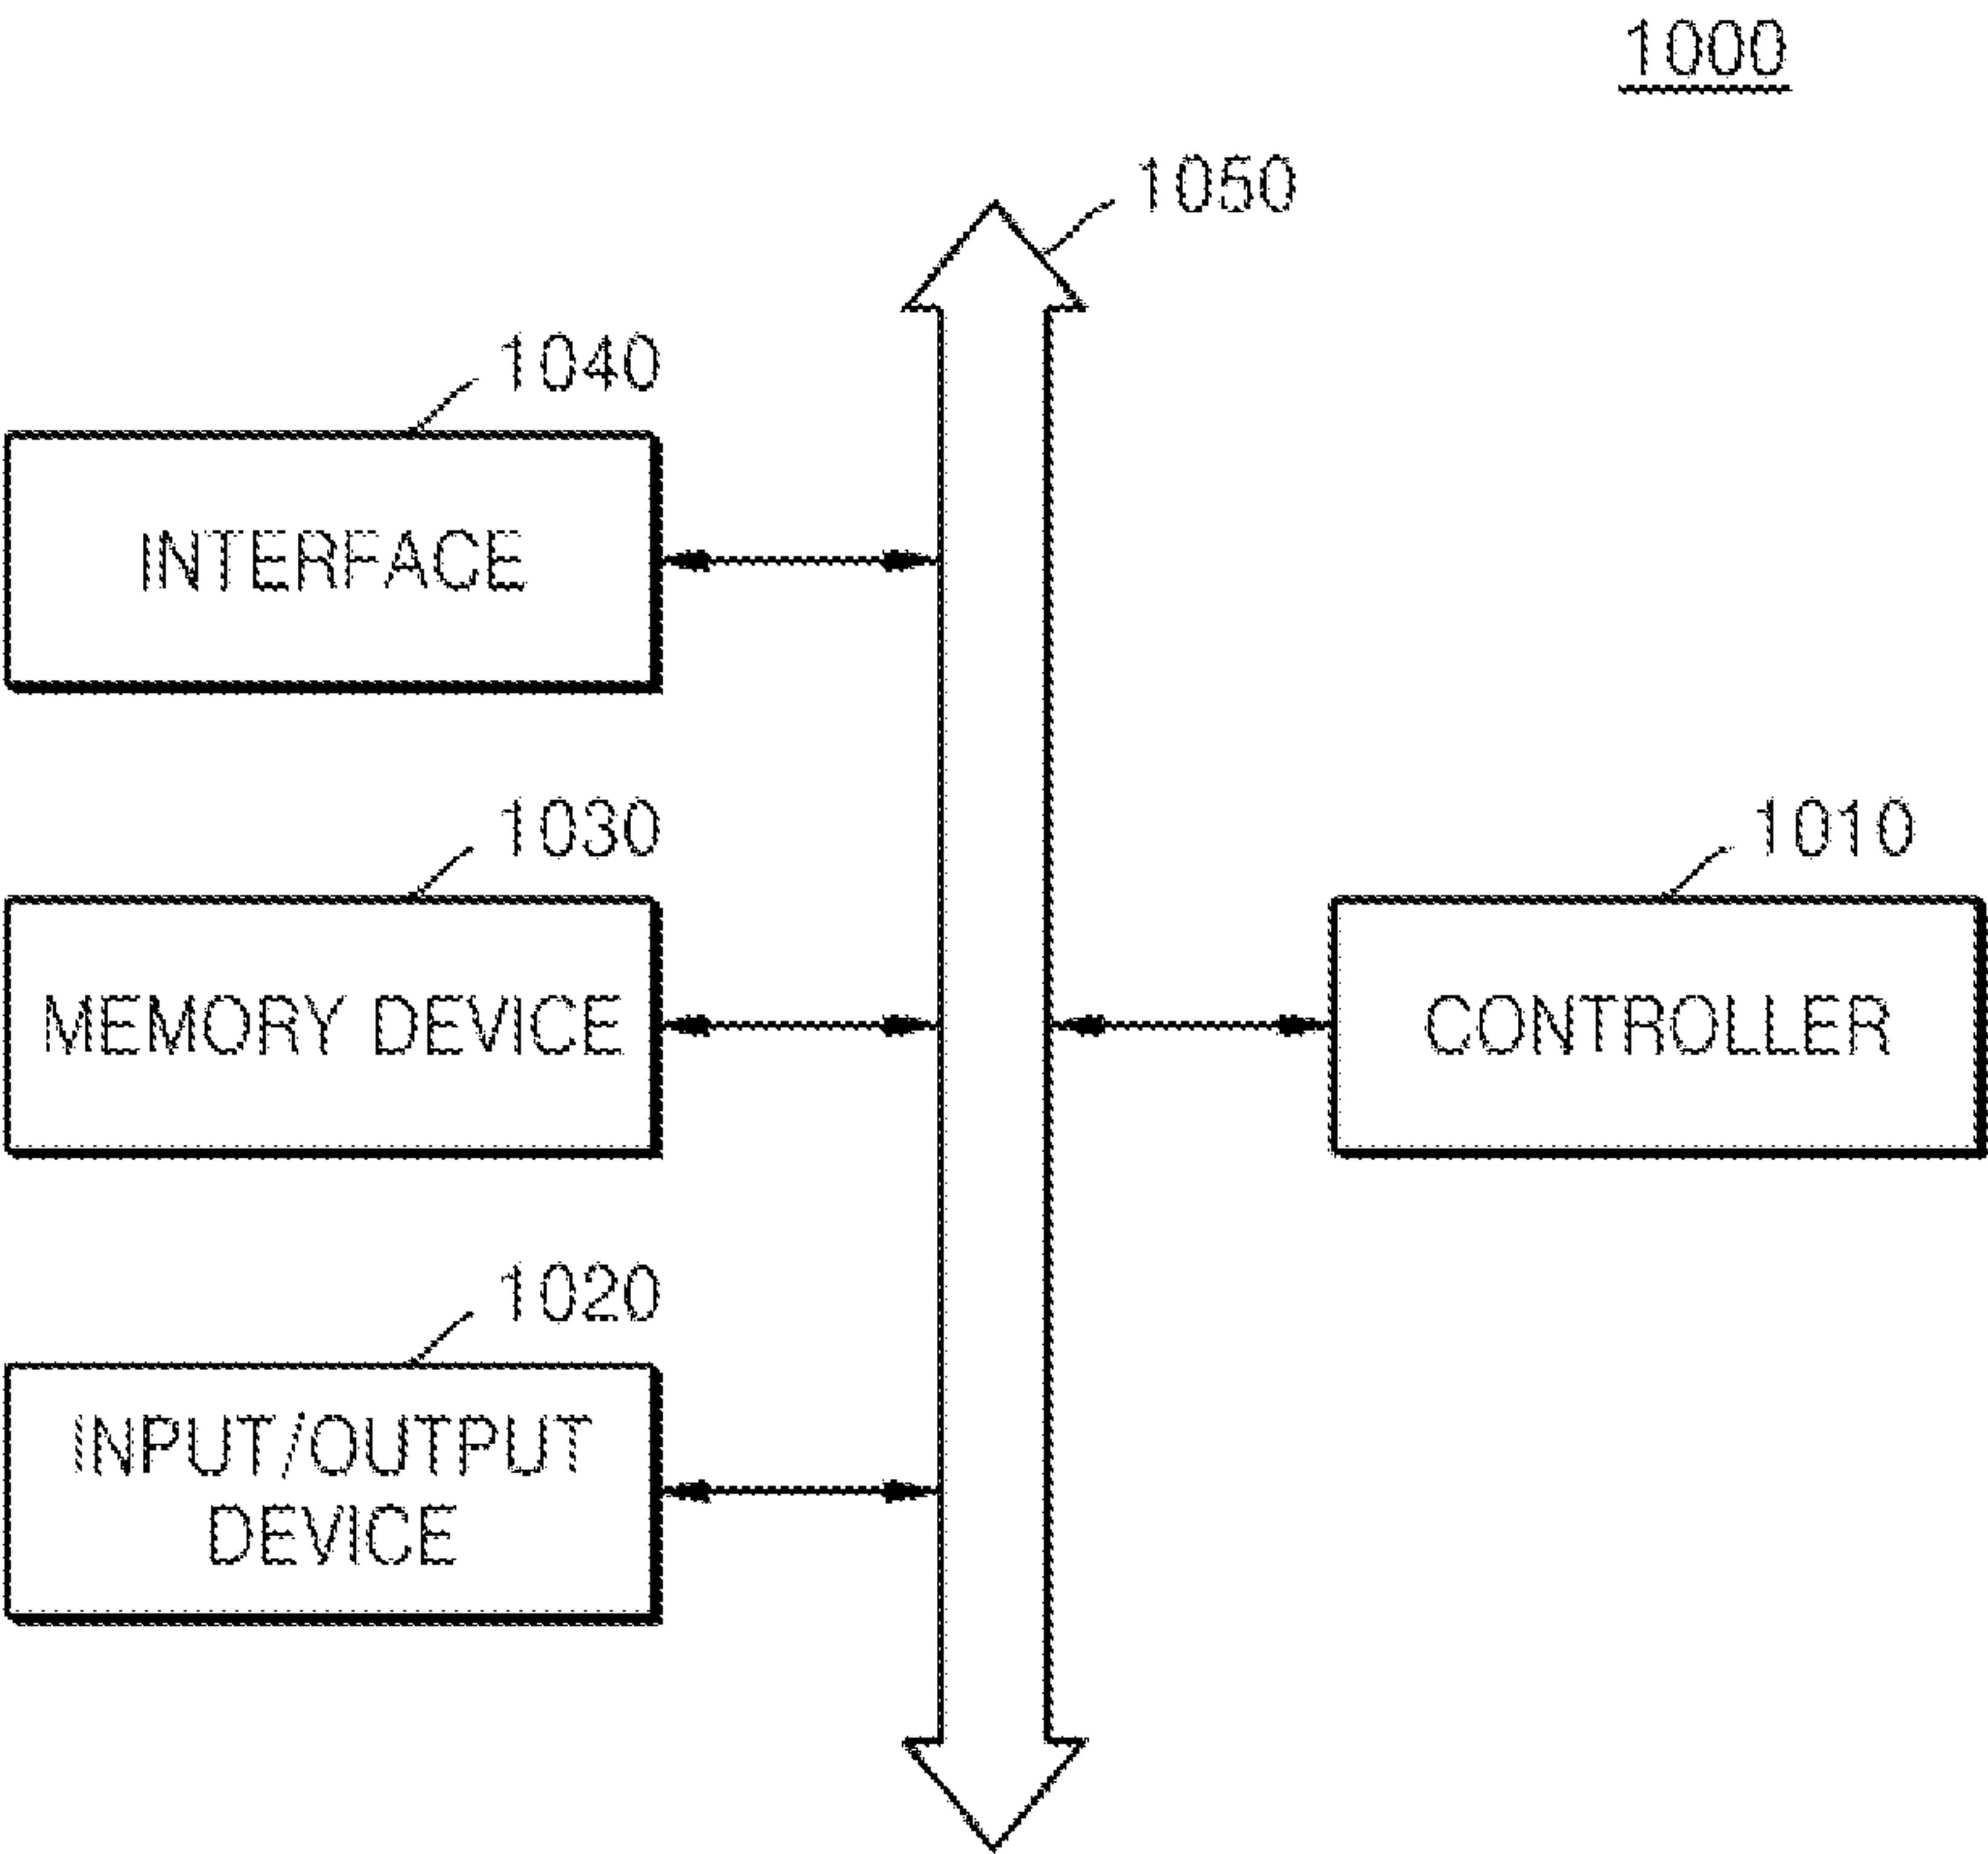 1000
1050
1040
INTERFACE
1030
MEMORY DEVICE
1010
CONTROLLER
1020
INPUT/OUTPUT
DEVICE